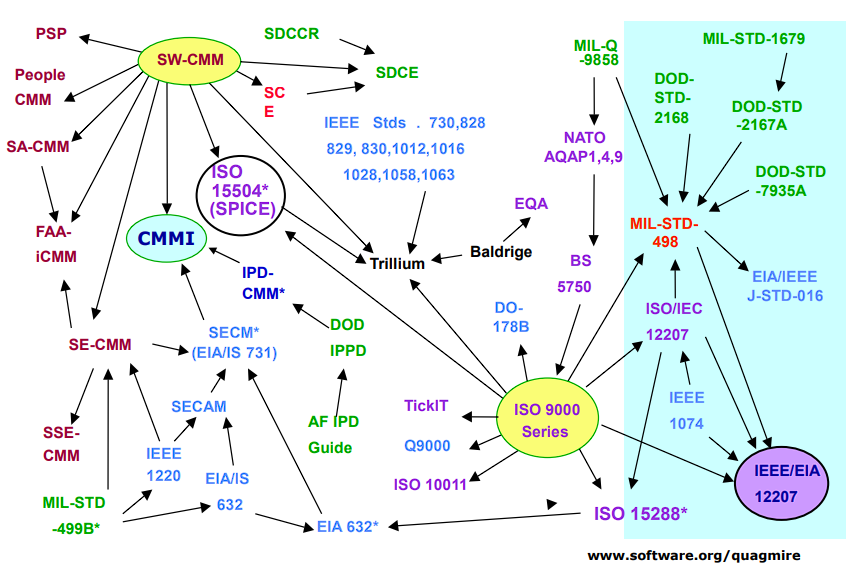 PSP
SW-CMM
SDCCR
SDCE
People
CMM
SC
E
SA-CMM
IEEE Stds . 730,828
829, 830,1012,1016
1028,1058,1063
MIL-Q
-9858
MIL-STD-1679
DOD-
STD-
2168
DOD-STD
-2167A
NATO
AQAP1,4,9
DOD-STD
-7935A
ISO
15504*
(SPICE)
EQA
FAA-
iCMM
CMMI
MIL-STD-
498
Baldrige
Trillium
IPD-
CMM*
BS
5750
EIA/IEEE
J-STD-016
DO-
178B
ISO/IEC
12207
SE-CMM
SECM*
(EIA/IS 731)
DOD
IPPD
IEEE
1074
SECAM
TickIT
ISO 9000
Series
AF IPD
Guide
SSE-
CMM
IEEE
1220
Q9000
EIA/IS
632
ISO 10011
IEEE/EIA
12207
MIL-STD
-499B*
EIA 632*
ISO 15288*
www.software.org/quagmire